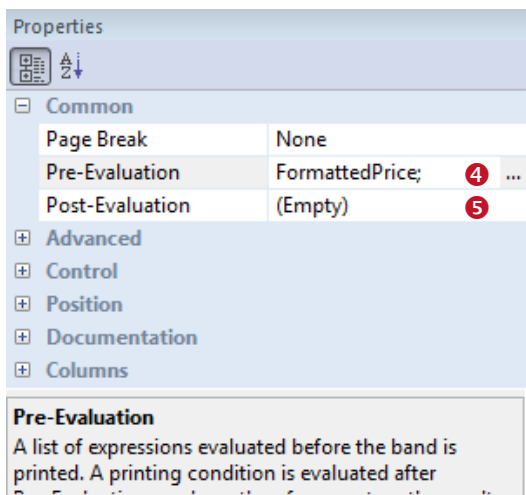 Properties
Common
Page Break None
Pre-Evaluation FormattedPrice; 4 ...
Post-Evaluation (Empty) 5
Advanced
Control
Position
Documentation
Columns
Pre-Evaluation
A list of expressions evaluated before the band is
printed. A printing condition is evaluated after